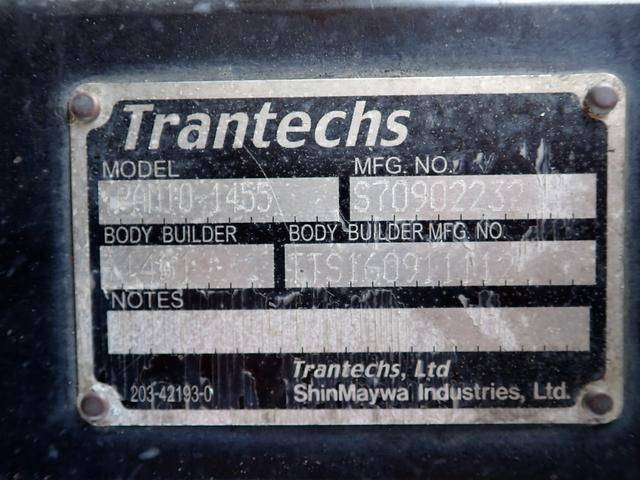 Trantechs
MODEL MFG. NO.
S7090223
BODY BUILDER BODY BUILDER MFG. NO.
NOTES
Trantechs, Ltd
203-42193-0 ShinMaywa Industries, Ltd.